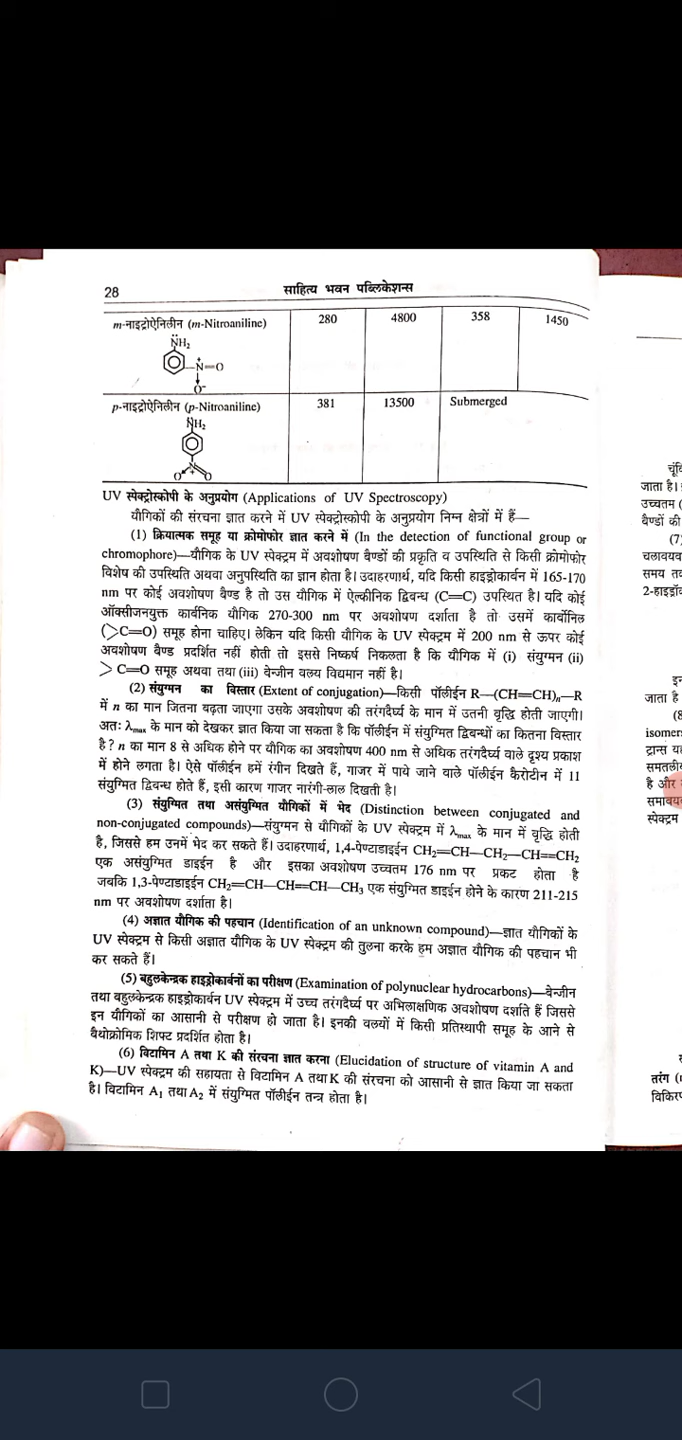 28
साहित्य भवन पब्लिकेशन्स
m-नाइट्रोऐनिलीन (m-Nitroaniline) 280 4800 358 1450
N̈H₂
N⁺=O
O⁻
p-नाइट्रोऐनिलीन (p-Nitroaniline) 381 13500 Submerged
N̈H₂
N⁺
O O
UV स्पेक्ट्रोस्कोपी के अनुप्रयोग (Applications of UV Spectroscopy)
यौगिकों की संरचना ज्ञात करने में UV स्पेक्ट्रोस्कोपी के अनुप्रयोग निम्न क्षेत्रों में हैं—
(1) क्रियात्मक समूह या क्रोमोफोर ज्ञात करने में (In the detection of functional group or
chromophore)—यौगिक के UV स्पेक्ट्रम में अवशोषण बैण्डों की प्रकृति व उपस्थिति से किसी क्रोमोफोर
विशेष की उपस्थिति अथवा अनुपस्थिति का ज्ञान होता है। उदाहरणार्थ, यदि किसी हाइड्रोकार्बन में 165-170
nm पर कोई अवशोषण बैण्ड है तो उस यौगिक में ऐल्कीनिक द्विबन्ध (C=C) उपस्थित है। यदि कोई
ऑक्सीजनयुक्त कार्बनिक यौगिक 270-300 nm पर अवशोषण दर्शाता है तो उसमें कार्बोनिल
(>C=O) समूह होना चाहिए। लेकिन यदि किसी यौगिक के UV स्पेक्ट्रम में 200 nm से ऊपर कोई
अवशोषण बैण्ड प्रदर्शित नहीं होती तो इससे निष्कर्ष निकलता है कि यौगिक में (i) संयुग्मन (ii)
>C=O समूह अथवा तथा (iii) बेन्जीन वलय विद्यमान नहीं है।
(2) संयुग्मन का विस्तार (Extent of conjugation)—किसी पॉलीईन R—(CH=CH)ₙ—R
में n का मान जितना बढ़ता जाएगा उसके अवशोषण की तरंगदैर्घ्य के मान में उतनी वृद्धि होती जाएगी।
अतः λmax के मान को देखकर ज्ञात किया जा सकता है कि पॉलीईन में संयुग्मित द्विबन्धों का कितना विस्तार
है? n का मान 8 से अधिक होने पर यौगिक का अवशोषण 400 nm से अधिक तरंगदैर्घ्य वाले दृश्य प्रकाश
में होने लगता है। ऐसे पॉलीईन हमें रंगीन दिखते हैं, गाजर में पाये जाने वाले पॉलीईन कैरोटीन में 11
संयुग्मित द्विबन्ध होते हैं, इसी कारण गाजर नारंगी-लाल दिखती है।
(3) संयुग्मित तथा असंयुग्मित यौगिकों में भेद (Distinction between conjugated and
non-conjugated compounds)—संयुग्मन से यौगिकों के UV स्पेक्ट्रम में λmax के मान में वृद्धि होती
है, जिससे हम उनमें भेद कर सकते हैं। उदाहरणार्थ, 1,4-पेण्टाडाइईन CH₂=CH—CH₂—CH=CH₂
एक असंयुग्मित डाइईन है और इसका अवशोषण उच्चतम 176 nm पर प्रकट होता है
जबकि 1,3-पेण्टाडाइईन CH₂=CH—CH=CH—CH₃ एक संयुग्मित डाइईन होने के कारण 211-215
nm पर अवशोषण दर्शाता है।
(4) अज्ञात यौगिक की पहचान (Identification of an unknown compound)—ज्ञात यौगिकों के
UV स्पेक्ट्रम से किसी अज्ञात यौगिक के UV स्पेक्ट्रम की तुलना करके हम अज्ञात यौगिक की पहचान भी
कर सकते हैं।
(5) बहुलकेन्द्रक हाइड्रोकार्बनों का परीक्षण (Examination of polynuclear hydrocarbons)—बेन्जीन
तथा बहुलकेन्द्रक हाइड्रोकार्बन UV स्पेक्ट्रम में उच्च तरंगदैर्घ्य पर अभिलाक्षणिक अवशोषण दर्शाते हैं जिससे
इन यौगिकों का आसानी से परीक्षण हो जाता है। इनकी वलयों में किसी प्रतिस्थापी समूह के आने से
बैथोक्रोमिक शिफ्ट प्रदर्शित होता है।
(6) विटामिन A तथा K की संरचना ज्ञात करना (Elucidation of structure of vitamin A and
K)—UV स्पेक्ट्रम की सहायता से विटामिन A तथा K की संरचना को आसानी से ज्ञात किया जा सकता
है। विटामिन A₁ तथा A₂ में संयुग्मित पॉलीईन तन्त्र होता है।
जाता है।
उच्चतम (
बैण्डों की
(7
समय
2-हाइड्रॉ
जाता है
(8
isomer
ट्रान्स
है और
स्पेक्ट्रम
तरंग (